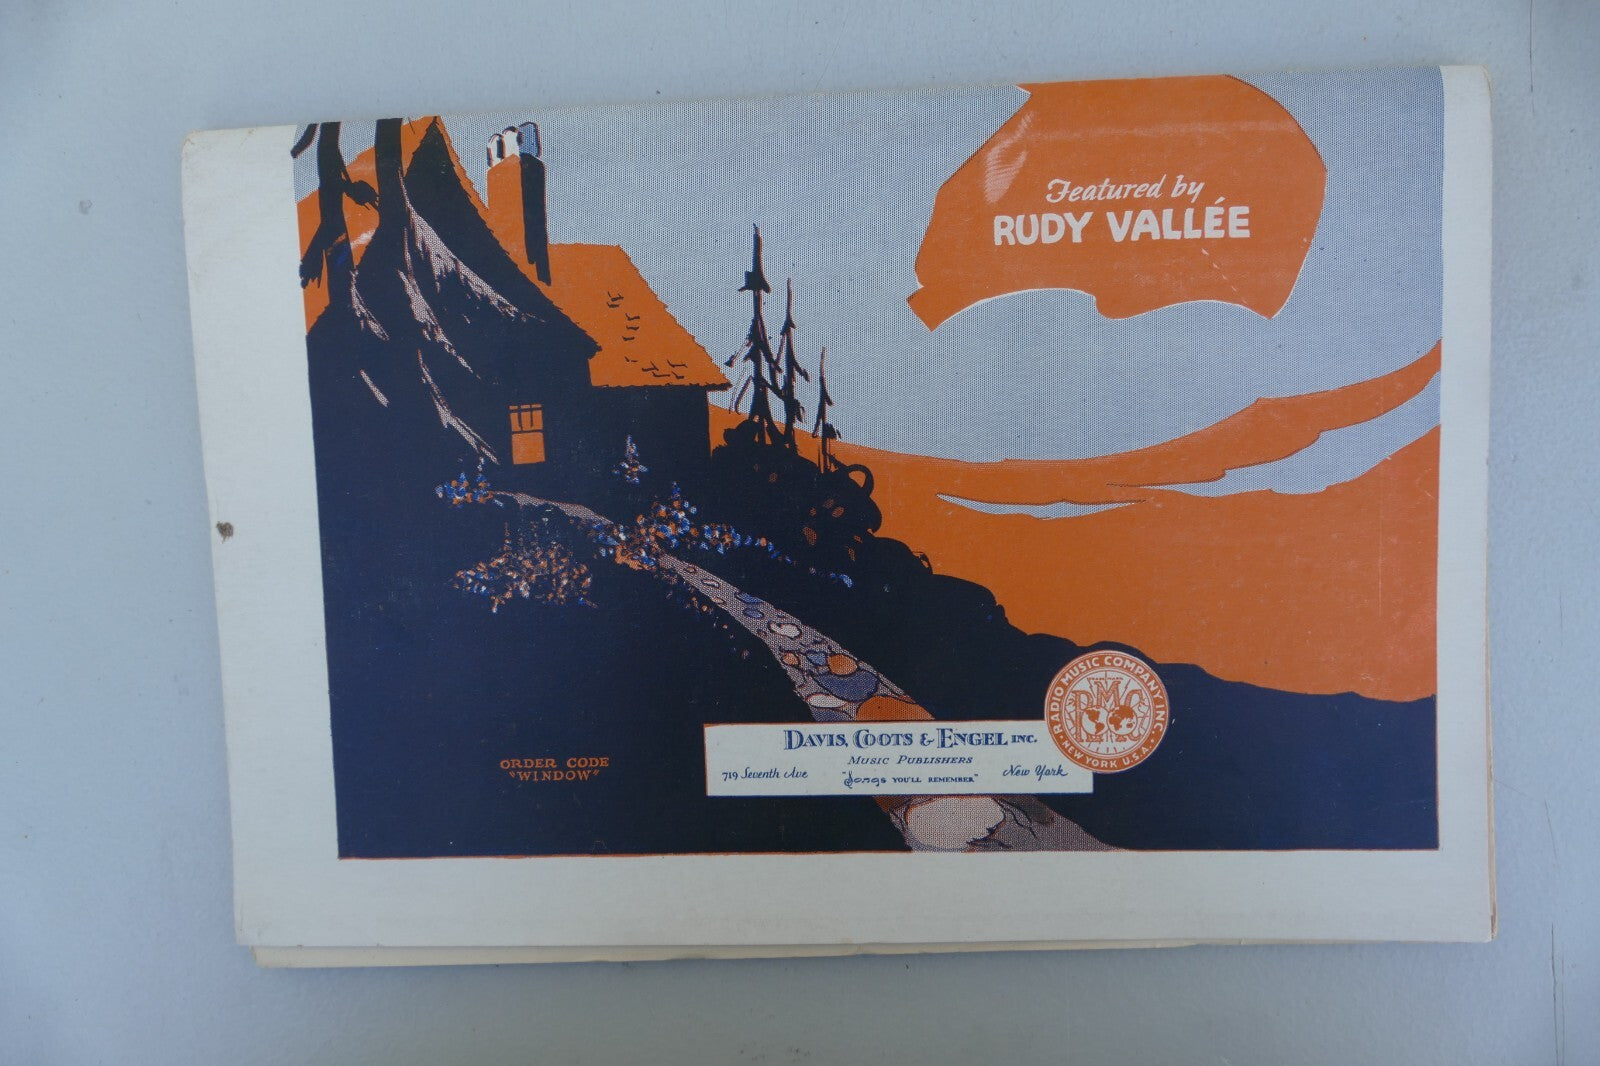 Featured by
RUDY VALLÉE
RADIO MUSIC COMPANY, INC.
RMC
NEW YORK U.S.A.
DAVIS, COOTS & ENGEL INC.
MUSIC PUBLISHERS
719 Seventh Ave "Songs YOU'LL REMEMBER" New York
ORDER CODE
"WINDOW"